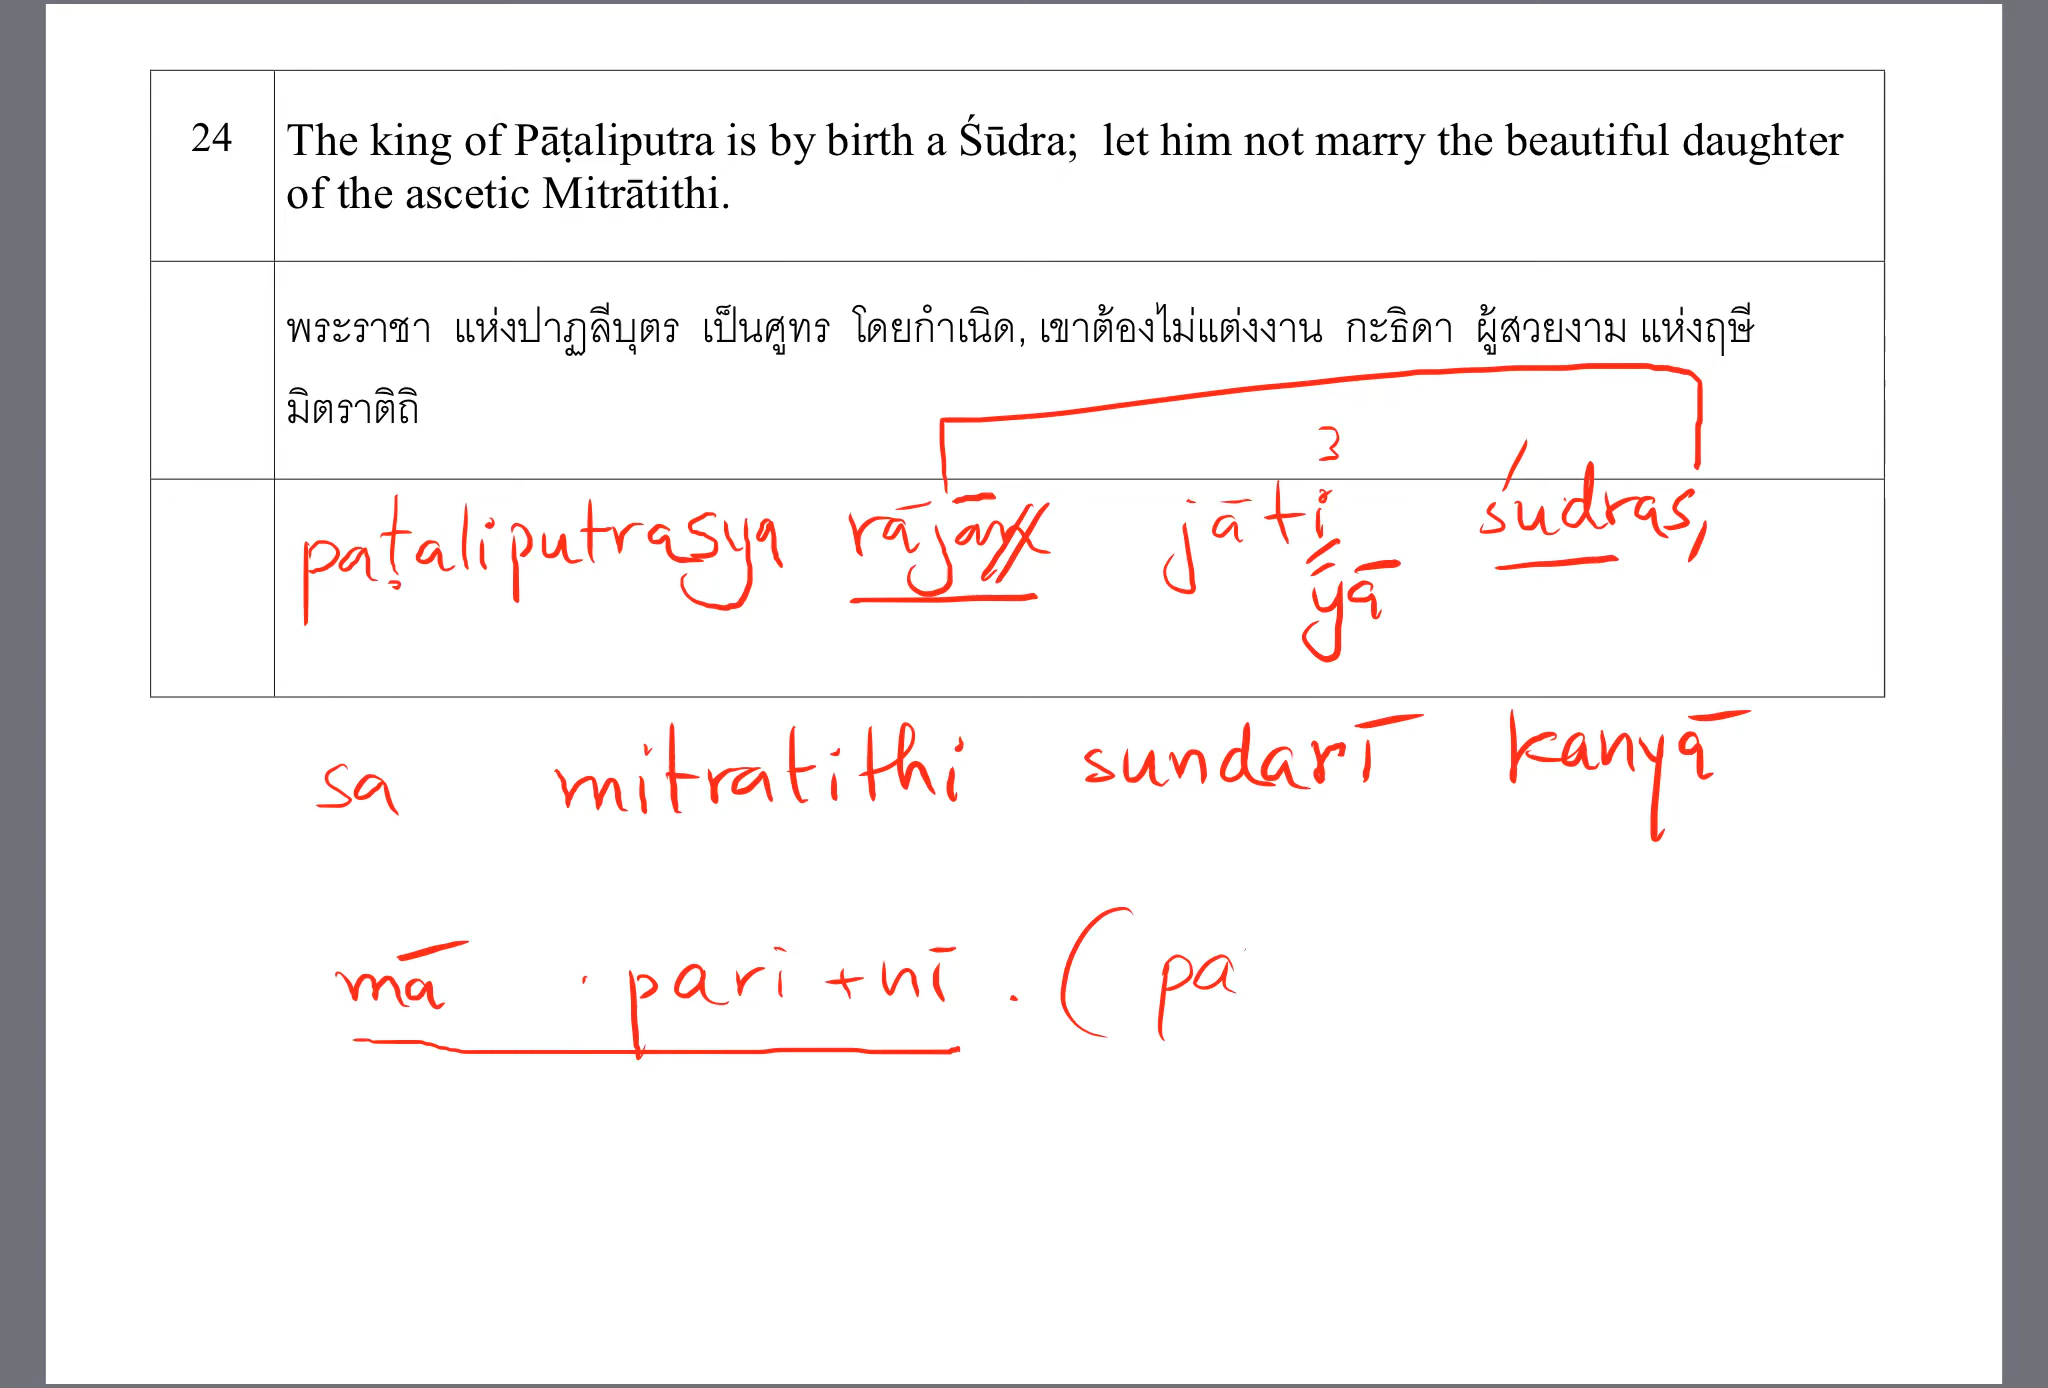 24
The king of Pāṭaliputra is by birth a Śūdra; let him not marry the beautiful daughter
of the ascetic Mitrātithi.
พระราชา แห่งปาฏลีบุตร เป็นศูทร โดยกำเนิด, เขาต้องไม่แต่งงาน กะธิดา ผู้สวยงาม แห่งฤษี
มิตราติถิ
3
paṭaliputrasya rājā jāti śudras,
yā
sa mitratithi sundarī kanyā
mā pari + nī . ( pa